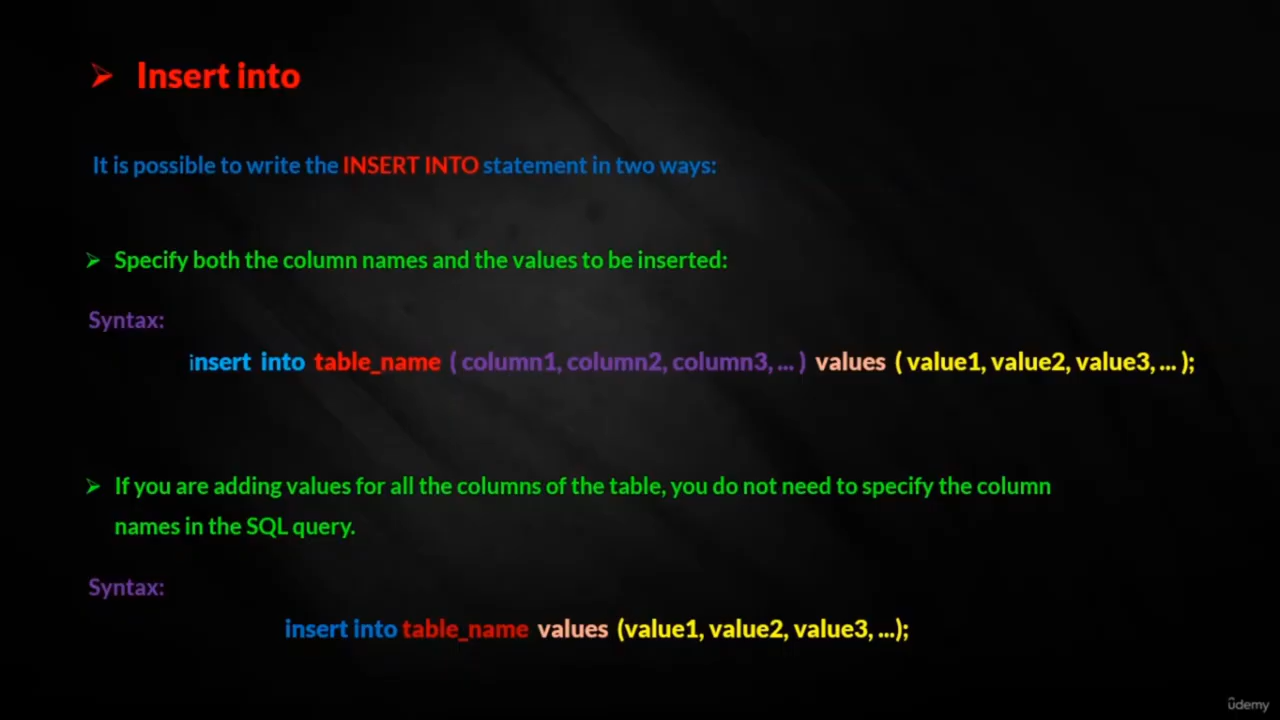 Insert into
It is possible to write the INSERT INTO statement in two ways:
Specify both the column names and the values to be inserted:
Syntax:
insert into table_name ( column1, column2, column3, ... ) values ( value1, value2, value3, ... );
If you are adding values for all the columns of the table, you do not need to specify the column
names in the SQL query.
Syntax:
insert into table_name values (value1, value2, value3, ...);
ûdemy